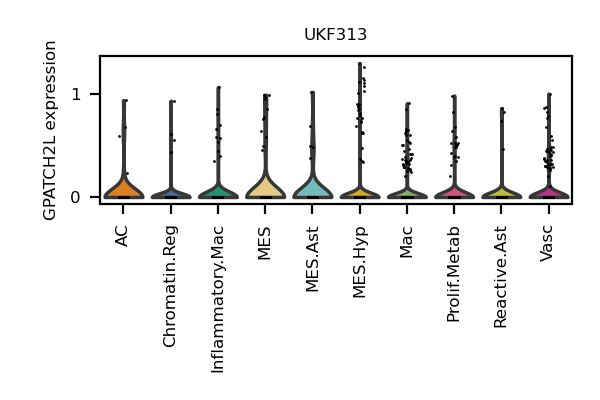 UKF313
GPATCH2L expression
1
0
AC
Chromatin.Reg
Inflammatory.Mac
MES
MES.Ast
MES.Hyp
Mac
Prolif.Metab
Reactive.Ast
Vasc